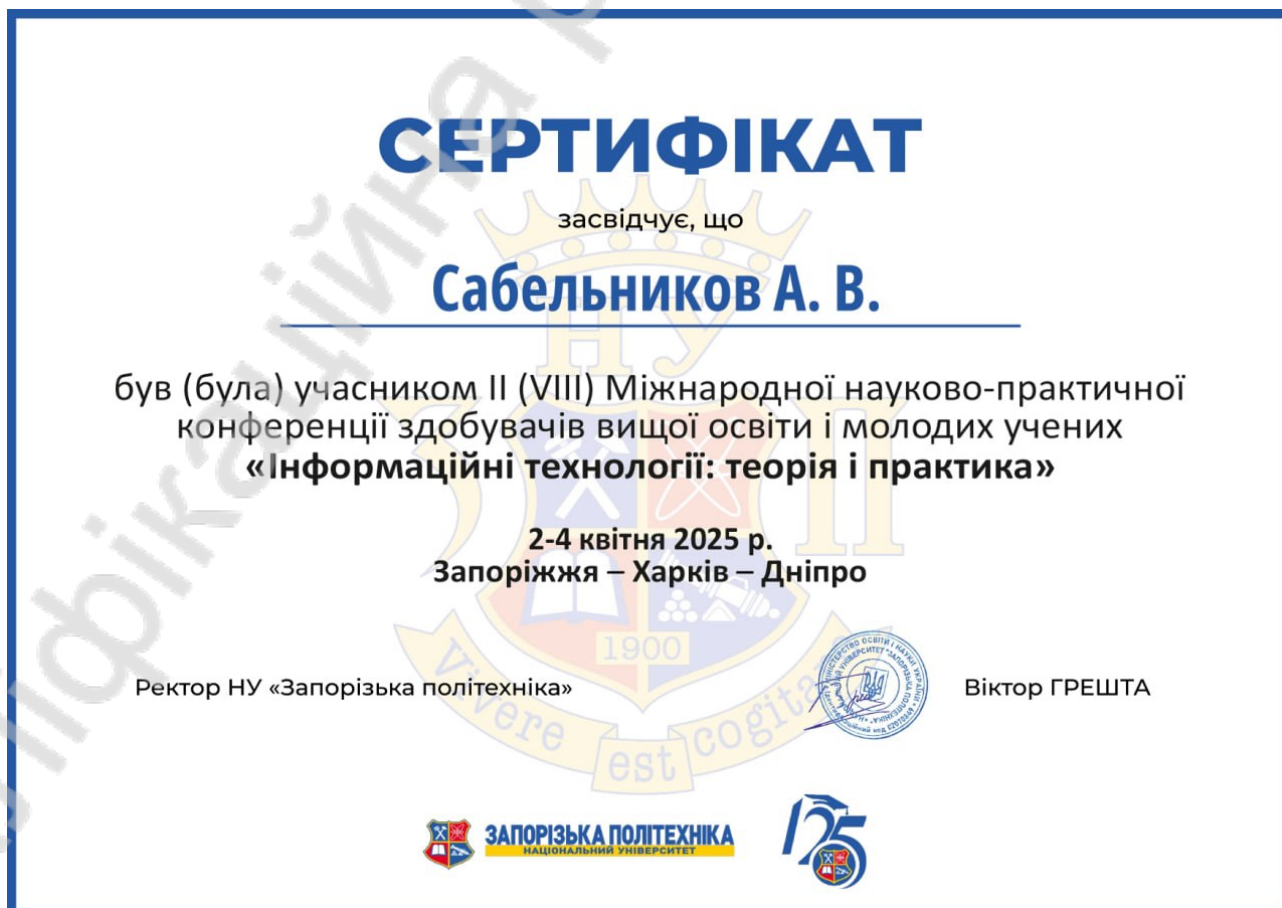 СЕРТИФІКАТ
засвідчує, що
Сабельников А. В.
був (була) учасником ІІ (VIII) Міжнародної науково-практичної
конференції здобувачів вищої освіти і молодих учених
«Інформаційні технології: теорія і практика»
2-4 квітня 2025 р.
Запоріжжя – Харків – Дніпро
НУ
ЗП
1900
Vivere est cogitare
Ректор НУ «Запорізька політехніка»
Віктор ГРЕШТА
ЗАПОРІЗЬКА ПОЛІТЕХНІКА
НАЦІОНАЛЬНИЙ УНІВЕРСИТЕТ
125